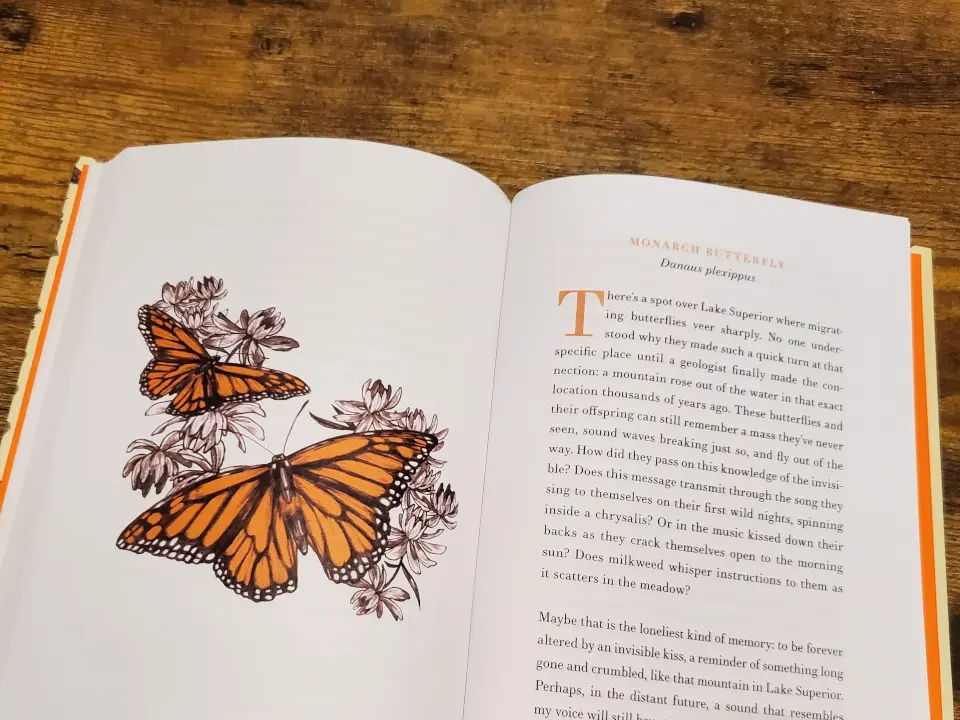 MONARCH BUTTERFLY
Danaus plexippus
There's a spot over Lake Superior where migrat-
ing butterflies veer sharply. No one under-
stood why they made such a quick turn at that
specific place until a geologist finally made the con-
nection: a mountain rose out of the water in that exact
location thousands of years ago. These butterflies and
their offspring can still remember a mass they've never
seen, sound waves breaking just so, and fly out of the
way. How did they pass on this knowledge of the invisi-
ble? Does this message transmit through the song they
sing to themselves on their first wild nights, spinning
inside a chrysalis? Or in the music kissed down their
backs as they crack themselves open to the morning
sun? Does milkweed whisper instructions to them as
it scatters in the meadow?
Maybe that is the loneliest kind of memory: to be forever
altered by an invisible kiss, a reminder of something long
gone and crumbled, like that mountain in Lake Superior.
Perhaps, in the distant future, a sound that resembles
my voice will still